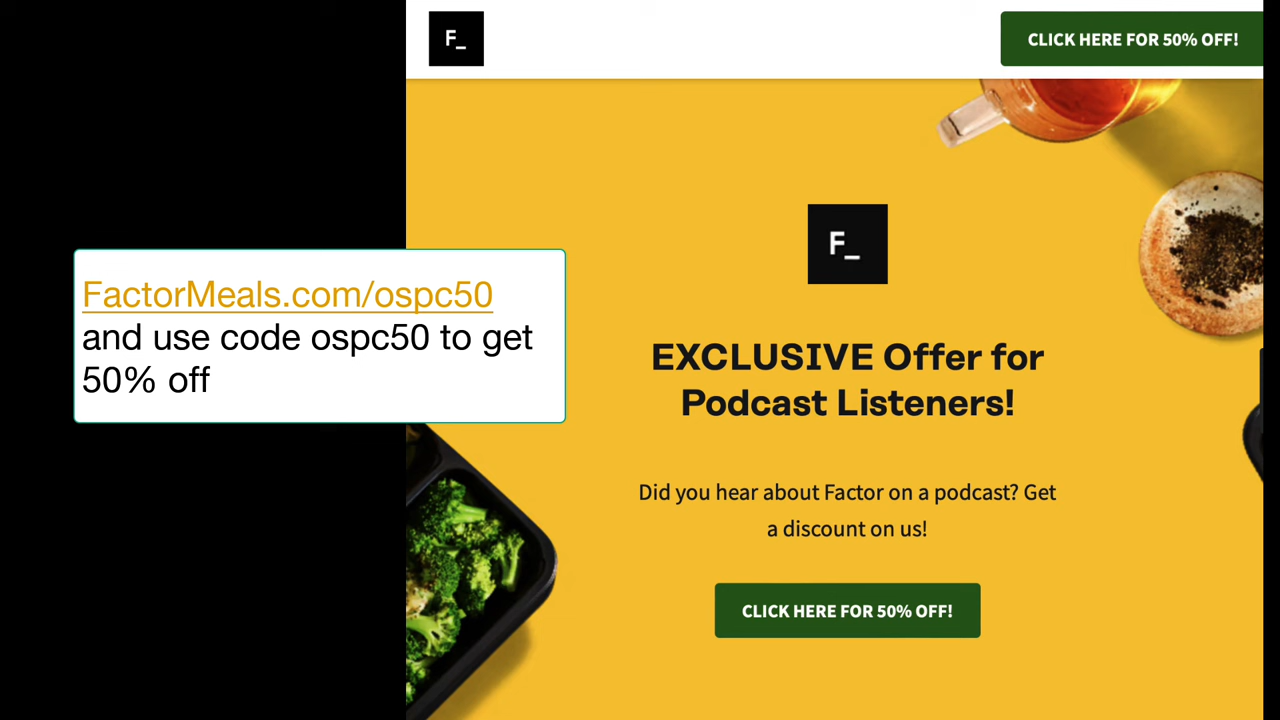 F_
CLICK HERE FOR 50% OFF!
F_
FactorMeals.com/ospc50
and use code ospc50 to get
50% off
EXCLUSIVE Offer for
Podcast Listeners!
Did you hear about Factor on a podcast? Get
a discount on us!
CLICK HERE FOR 50% OFF!